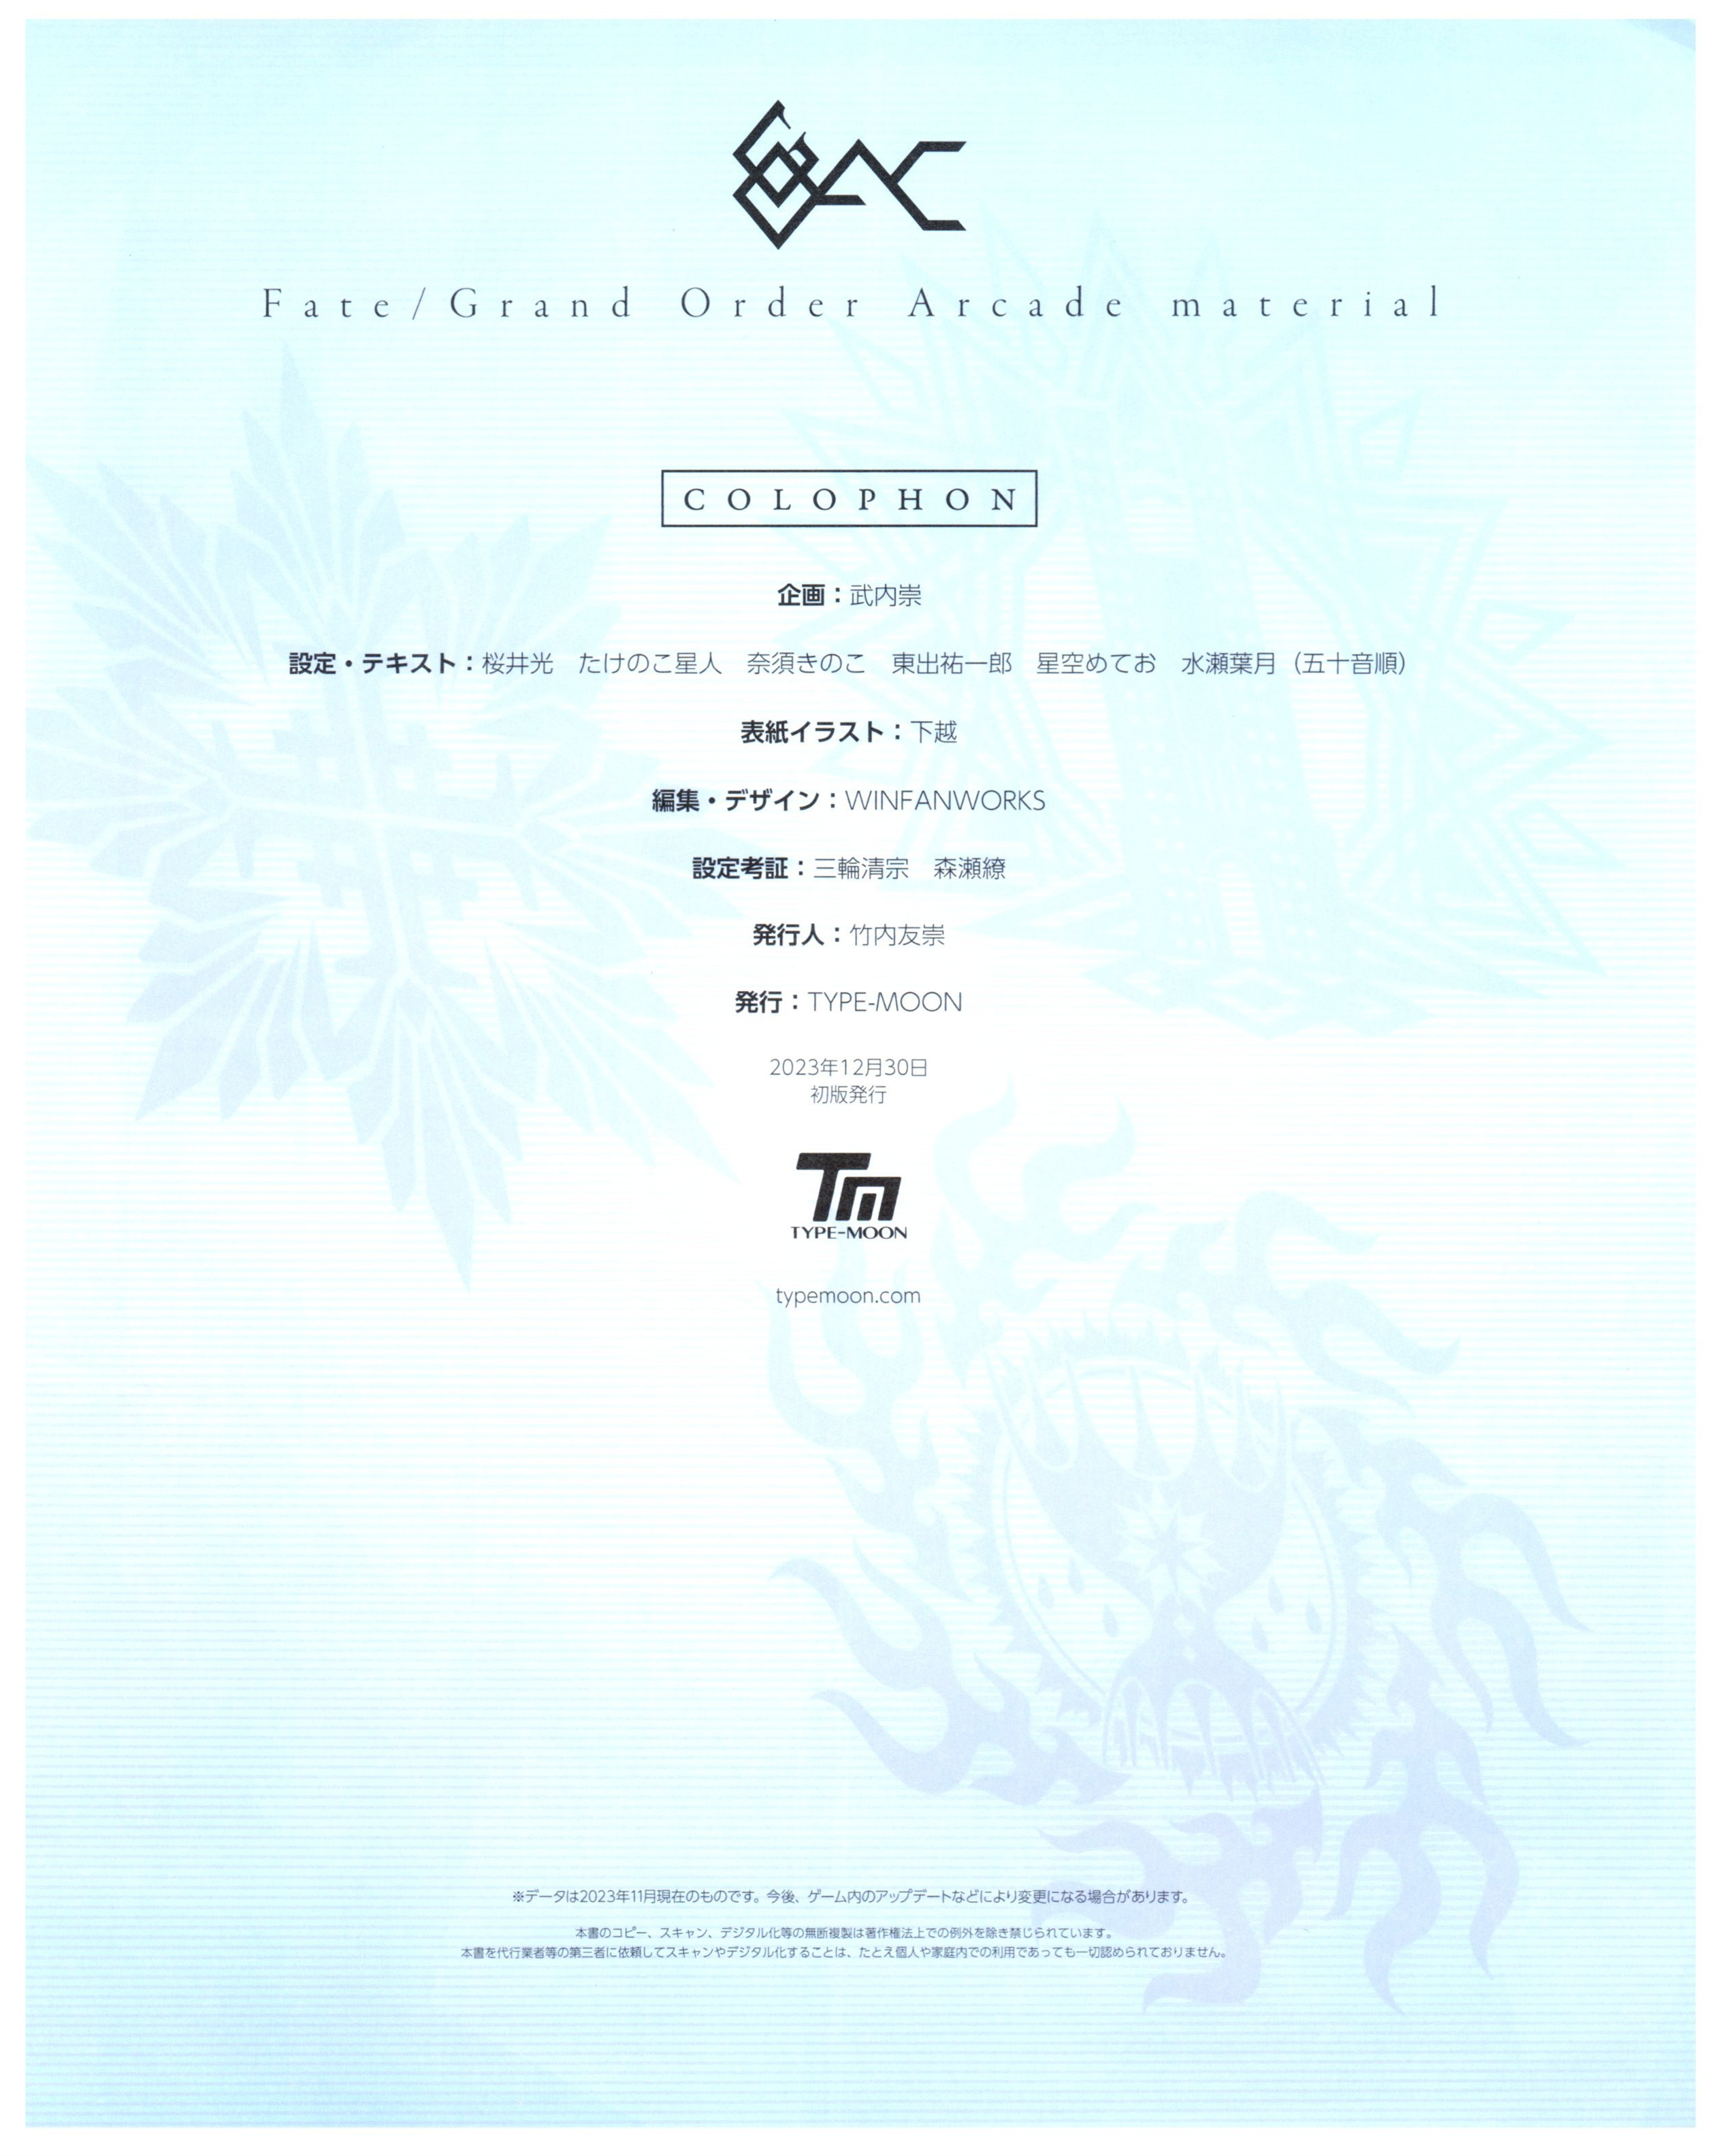 AC
Fate/Grand Order Arcade material
COLOPHON
企画：武内崇
設定・テキスト：桜井光　たけのこ星人　奈須きのこ　東出祐一郎　星空めてお　水瀬葉月（五十音順）
表紙イラスト：下越
編集・デザイン：WINFANWORKS
設定考証：三輪清宗　森瀬繚
発行人：竹内友崇
発行：TYPE-MOON
2023年12月30日
初版発行
TM
TYPE-MOON
typemoon.com
※データは2023年11月現在のものです。今後、ゲーム内のアップデートなどにより変更になる場合があります。
本書のコピー、スキャン、デジタル化等の無断複製は著作権法上での例外を除き禁じられています。
本書を代行業者等の第三者に依頼してスキャンやデジタル化することは、たとえ個人や家庭内での利用であっても一切認められておりません。